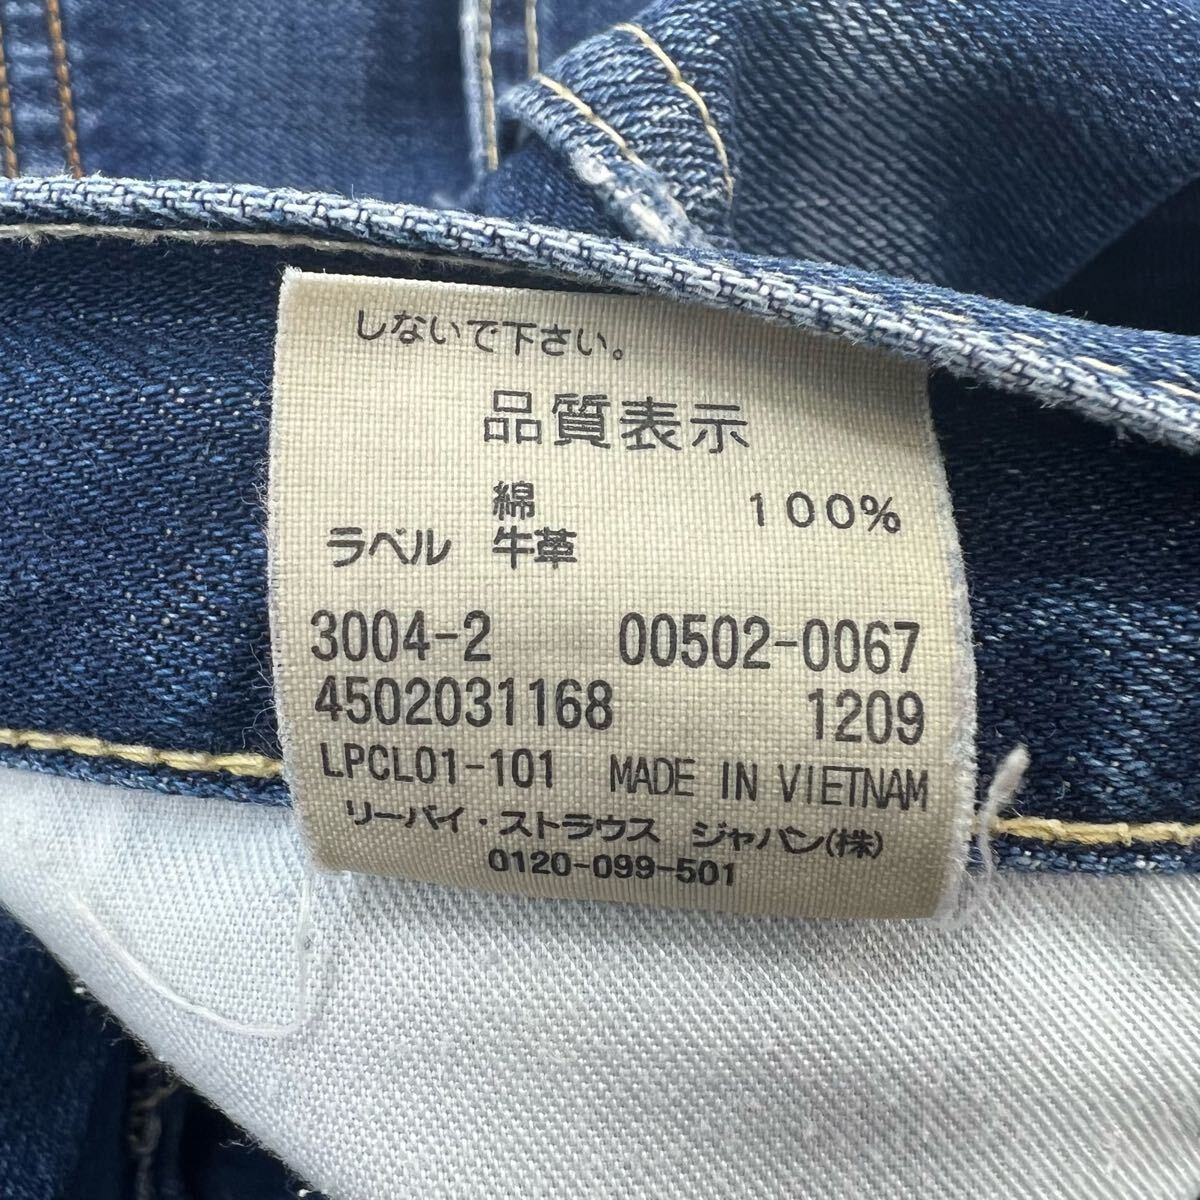 しないで下さい。
品質表示
綿 100%
ラベル 牛革
3004-2 00502-0067
4502031168 1209
LPCL01-101 MADE IN VIETNAM
リーバイ・ストラウス ジャパン(株)
0120-099-501